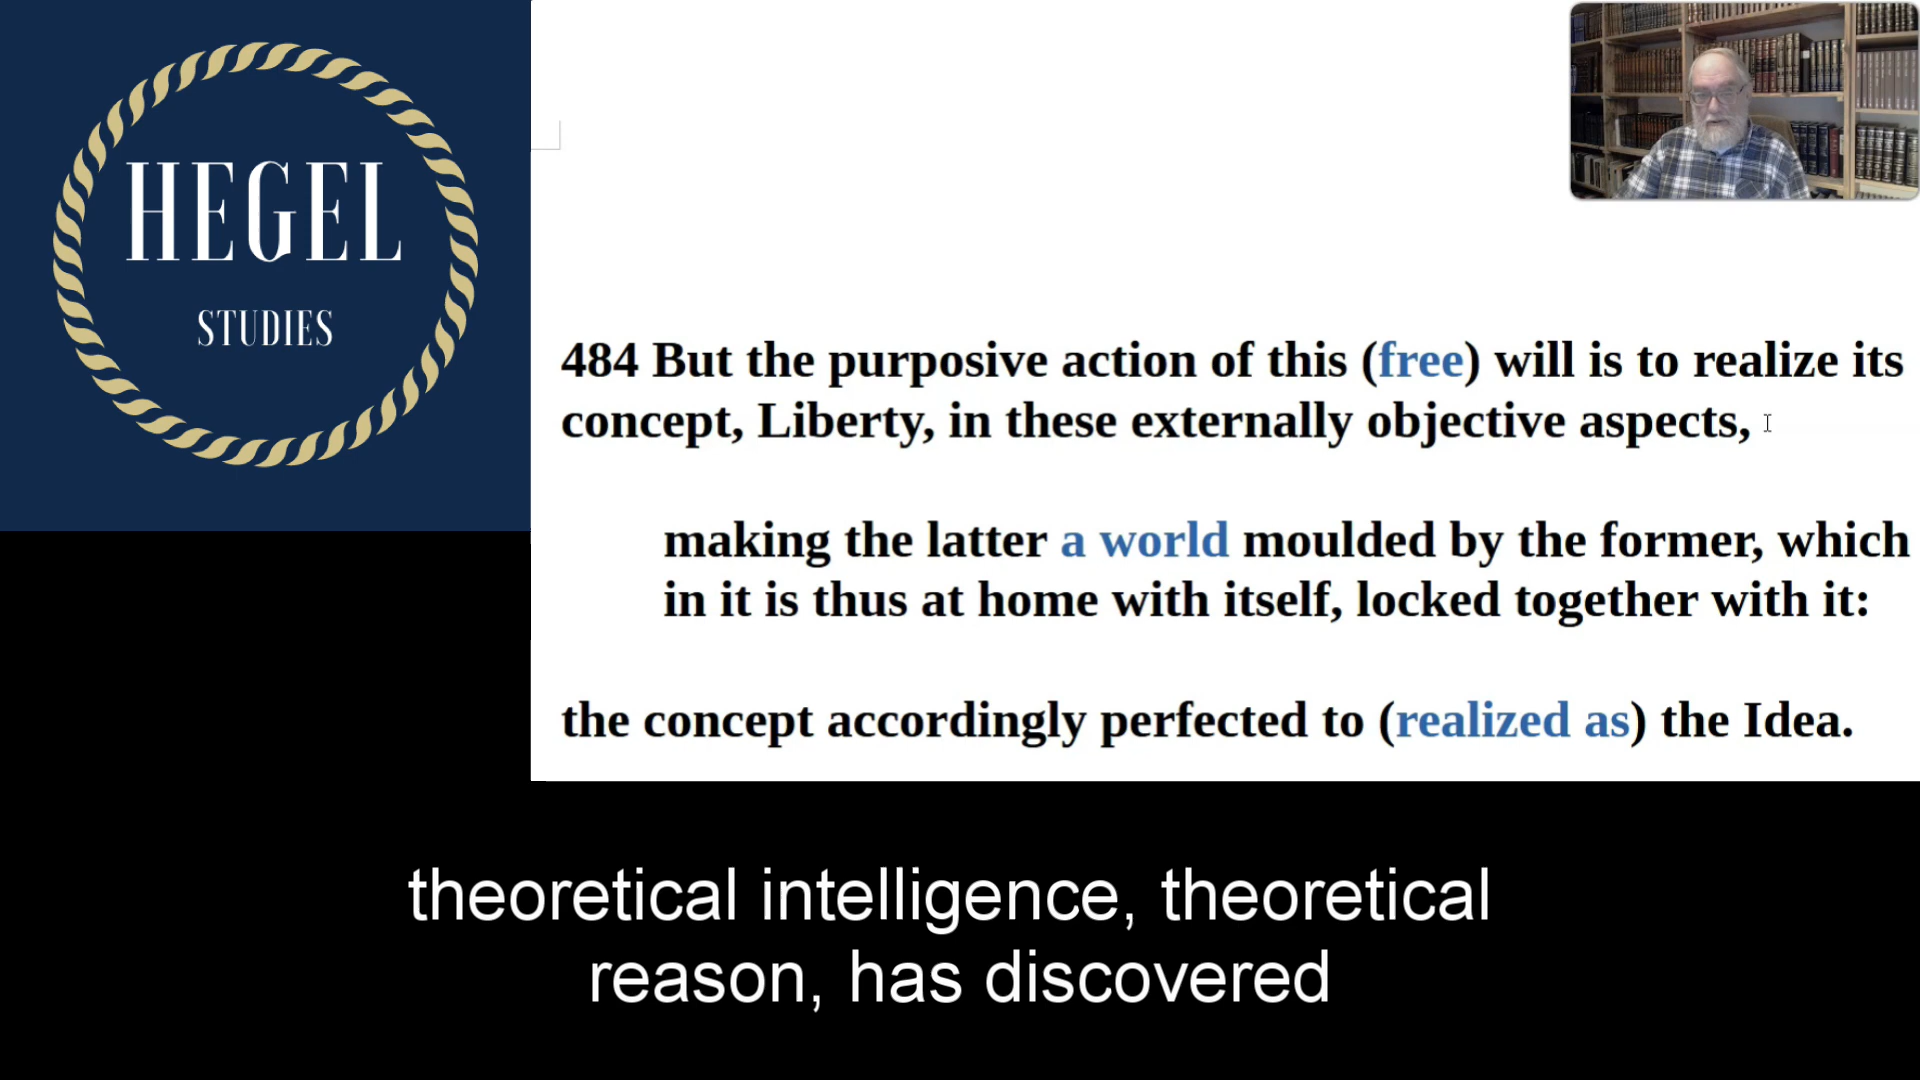 HEGEL
STUDIES
484 But the purposive action of this (free) will is to realize its
concept, Liberty, in these externally objective aspects,
making the latter a world moulded by the former, which
in it is thus at home with itself, locked together with it:
the concept accordingly perfected to (realized as) the Idea.
theoretical intelligence, theoretical
reason, has discovered